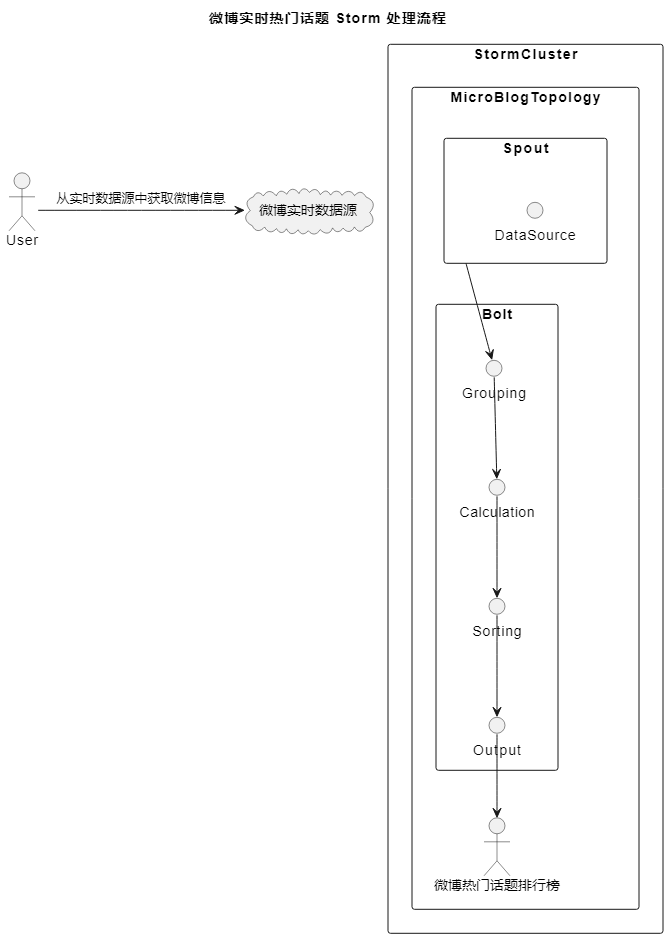 微博实时热门话题 Storm 处理流程
StormCluster
MicroBlogTopology
Spout
DataSource
从实时数据源中获取微博信息
微博实时数据源
User
Bolt
Grouping
Calculation
Sorting
Output
微博热门话题排行榜